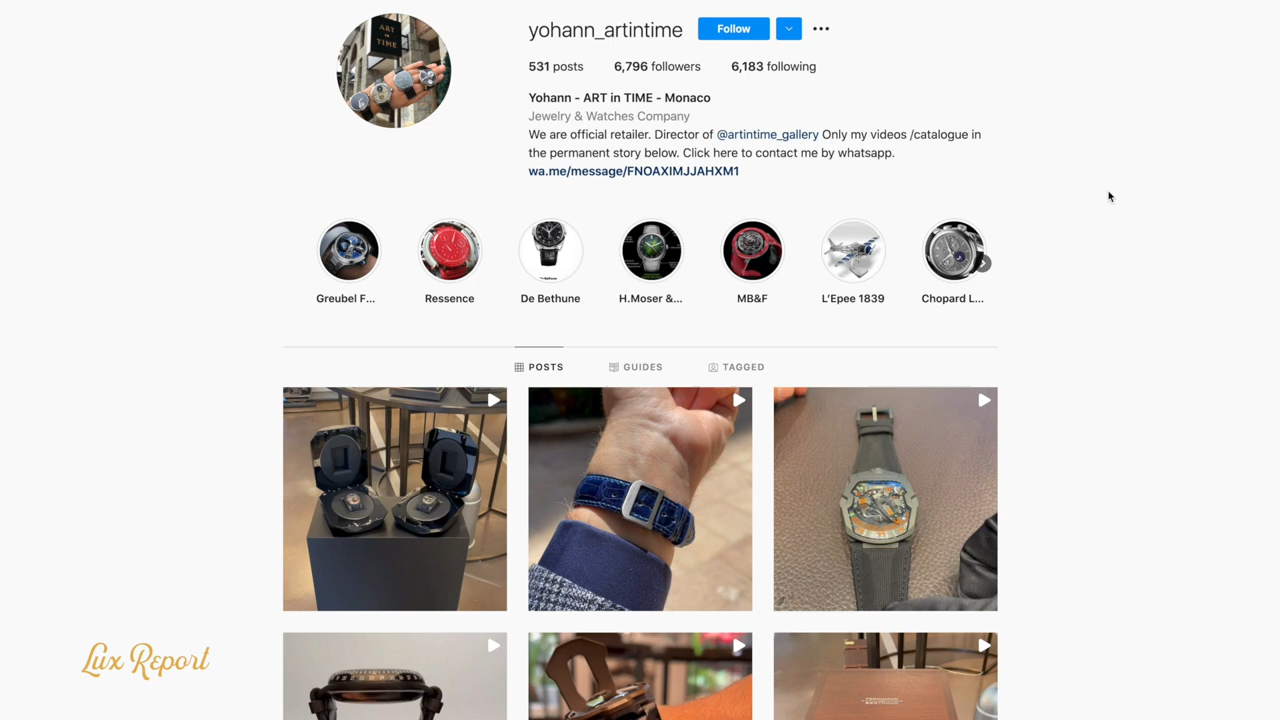 yohann_artintime
Follow
531 posts 6,796 followers 6,183 following
Yohann - ART in TIME - Monaco
Jewelry & Watches Company
We are official retailer. Director of @artintime_gallery Only my videos /catalogue in
the permanent story below. Click here to contact me by whatsapp.
wa.me/message/FNOAXIMJJAHXM1
ART
IN
TIME
Greubel F... Ressence De Bethune H.Moser &... MB&F L'Epee 1839 Chopard L...
POSTS GUIDES TAGGED
Lux Report